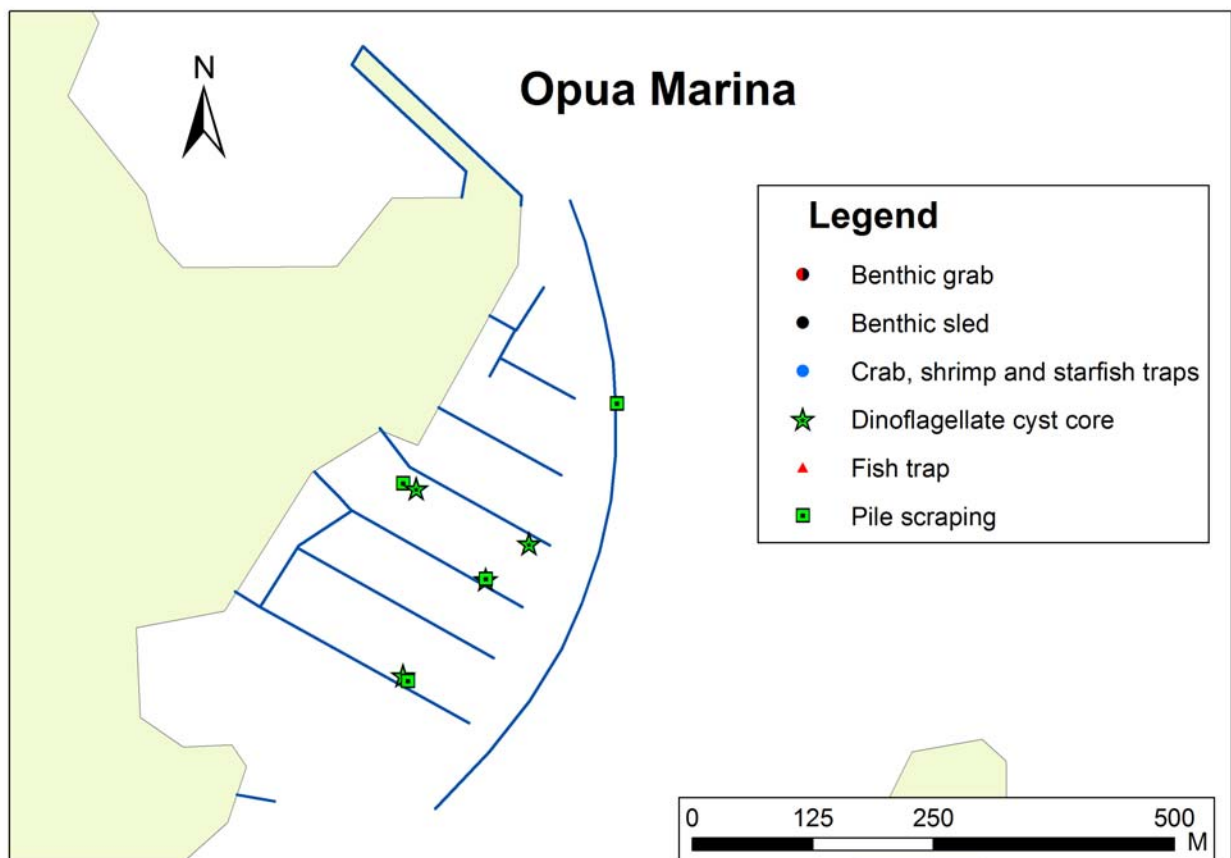 N
Opua Marina
Legend
Benthic grab
Benthic sled
Crab, shrimp and starfish traps
Dinoflagellate cyst core
Fish trap
Pile scraping
0 125 250 500
M